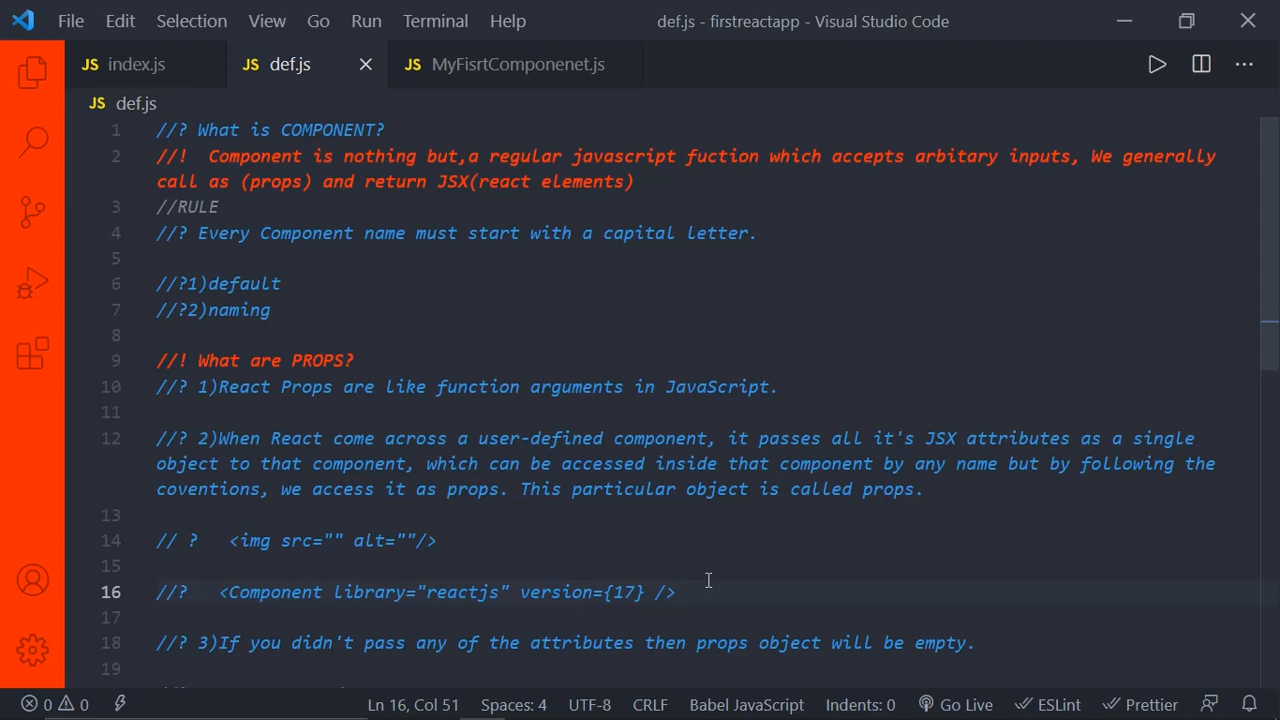 File Edit Selection View Go Run Terminal Help def.js - firstreactapp - Visual Studio Code
JS index.js JS def.js JS MyFisrtComponenet.js
JS def.js
1 //? What is COMPONENT?
2 //! Component is nothing but,a regular javascript fuction which accepts arbitary inputs, We generally
call as (props) and return JSX(react elements)
3 //RULE
4 //? Every Component name must start with a capital letter.
5
6 //?1)default
7 //?2)naming
8
9 //! What are PROPS?
10 //? 1)React Props are like function arguments in JavaScript.
11
12 //? 2)When React come across a user-defined component, it passes all it's JSX attributes as a single
object to that component, which can be accessed inside that component by any name but by following the
coventions, we access it as props. This particular object is called props.
13
14 // ? <img src="" alt=""/>
15
16 //? <Component library="reactjs" version={17} />
17
18 //? 3)If you didn't pass any of the attributes then props object will be empty.
19
0 0 Ln 16, Col 51 Spaces: 4 UTF-8 CRLF Babel JavaScript Indents: 0 Go Live ESLint Prettier